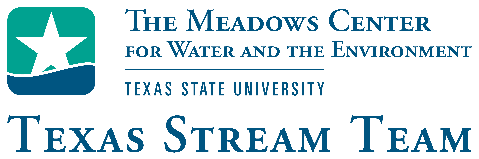 The Meadows Center
for Water and the Environment
TEXAS STATE UNIVERSITY
Texas Stream Team